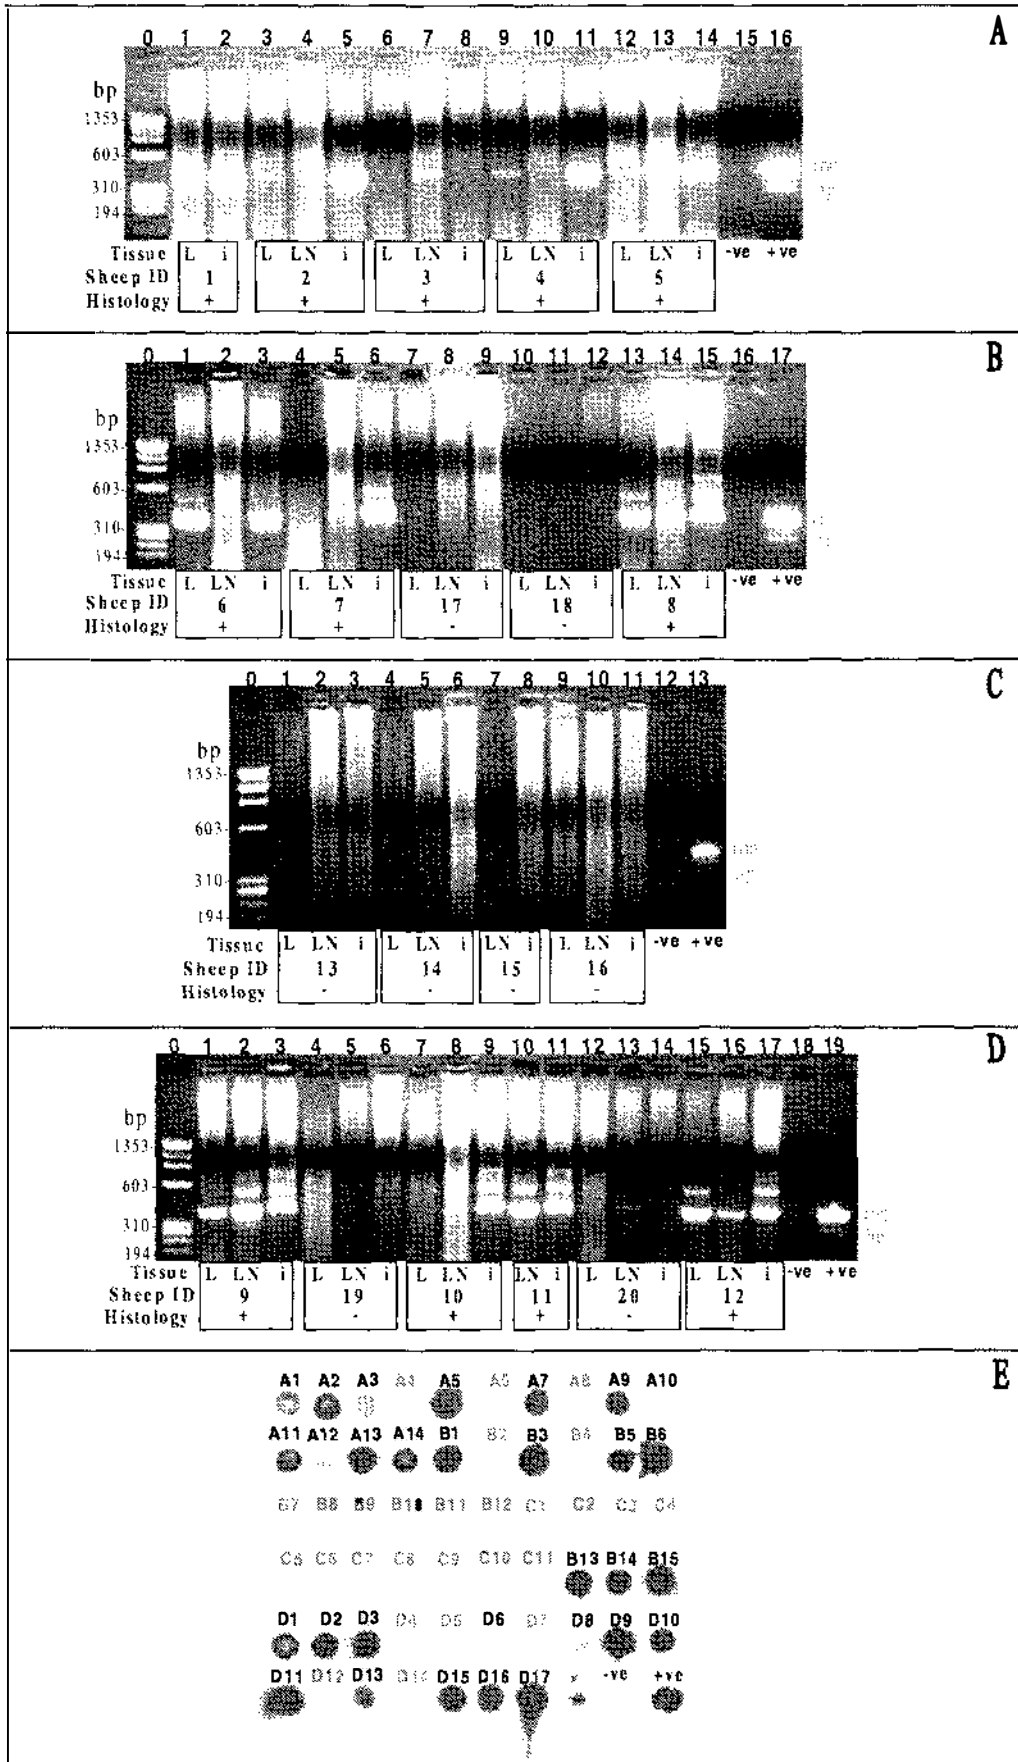 A
0 1 2 3 4 5 6 7 8 9 10 11 12 13 14 15 16
bp
1353-
603-
310-
194-
Tissue L i L LN i L LN i L LN i L LN i -ve +ve
Sheep ID 1 2 3 4 5
Histology + + + + +
B
0 1 2 3 4 5 6 7 8 9 10 11 12 13 14 15 16 17
bp
1353-
603-
310-
194-
Tissue L LN i L LN i L LN i L LN i L LN i -ve +ve
Sheep ID 6 7 17 18 8
Histology + + - - +
C
0 1 2 3 4 5 6 7 8 9 10 11 12 13
bp
1353-
603-
310-
194-
Tissue L LN i L LN i L LN L LN i -ve +ve
Sheep ID 13 14 15 16
Histology - - - -
D
0 1 2 3 4 5 6 7 8 9 10 11 12 13 14 15 16 17 18 19
bp
1353-
603-
310-
194-
Tissue L LN i L LN i L LN i LN i L LN i L LN i -ve +ve
Sheep ID 9 19 10 11 20 12
Histology + - + + - +
E
A1 A2 A3 A4 A5 A7 A8 A9 A10
A11 A12 A13 A14 B1 B2 B3 B4 B5 B6
B7 B8 B9 B10 B11 B12 C1 C2 C3 C4
C5 C6 C7 C8 C9 C10 C11 B13 B14 B15
D1 D2 D3 D4 D5 D6 D7 D8 D9 D10
D11 D12 D13 D14 D15 D16 D17 -ve +ve